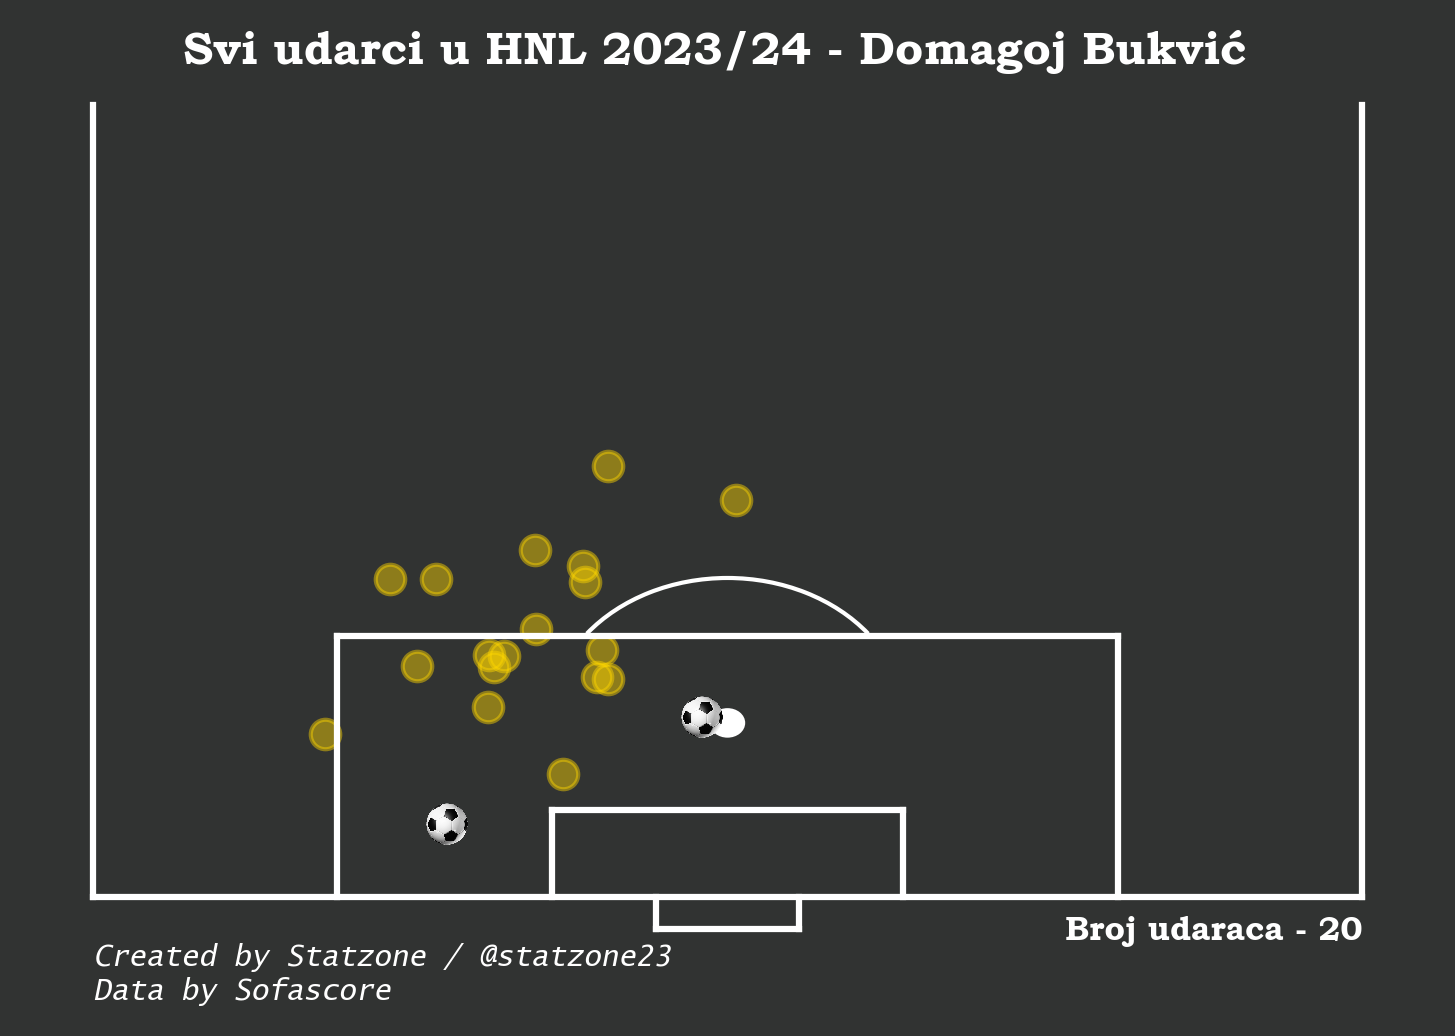 Svi udarci u HNL 2023/24 - Domagoj Bukvić
Broj udaraca - 20
Created by Statzone / @statzone23
Data by Sofascore